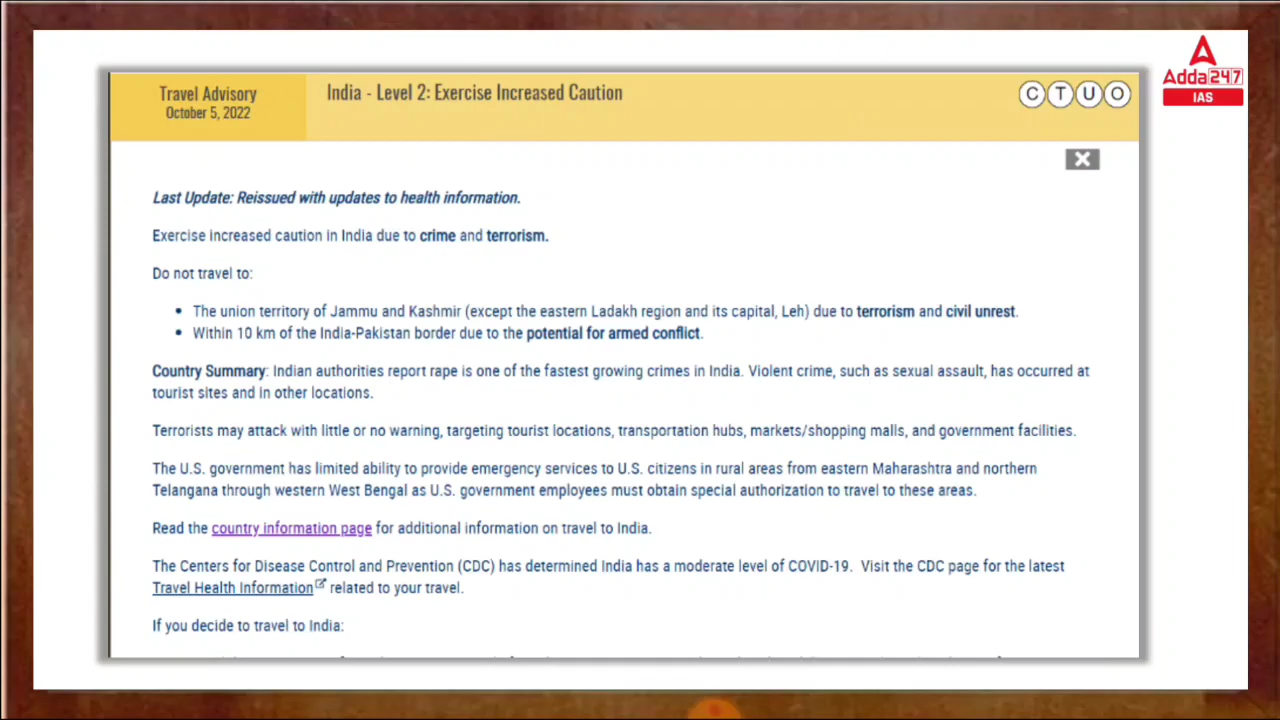 Travel Advisory
October 5, 2022
India - Level 2: Exercise Increased Caution
C T U O
Adda247
IAS
Last Update: Reissued with updates to health information.
Exercise increased caution in India due to crime and terrorism.
Do not travel to:
• The union territory of Jammu and Kashmir (except the eastern Ladakh region and its capital, Leh) due to terrorism and civil unrest.
• Within 10 km of the India-Pakistan border due to the potential for armed conflict.
Country Summary: Indian authorities report rape is one of the fastest growing crimes in India. Violent crime, such as sexual assault, has occurred at
tourist sites and in other locations.
Terrorists may attack with little or no warning, targeting tourist locations, transportation hubs, markets/shopping malls, and government facilities.
The U.S. government has limited ability to provide emergency services to U.S. citizens in rural areas from eastern Maharashtra and northern
Telangana through western West Bengal as U.S. government employees must obtain special authorization to travel to these areas.
Read the country information page for additional information on travel to India.
The Centers for Disease Control and Prevention (CDC) has determined India has a moderate level of COVID-19. Visit the CDC page for the latest
Travel Health Information related to your travel.
If you decide to travel to India: